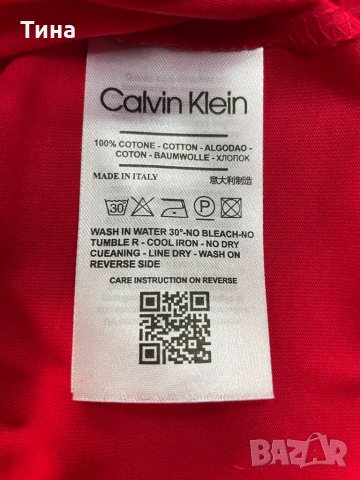 Tuна
Calvin Klein
100% COTONE - COTTON - ALGODAO -
COTON - BAUMWOLLE - ХЛОПОК
MADE IN ITALY 意大利制造
30 P
WASH IN WATER 30°-NO BLEACH-NO
TUMBLE R - COOL IRON - NO DRY
CUEANING - LINE DRY - WASH ON
REVERSE SIDE
CARE INSTRUCTION ON REVERSE
BAZAR